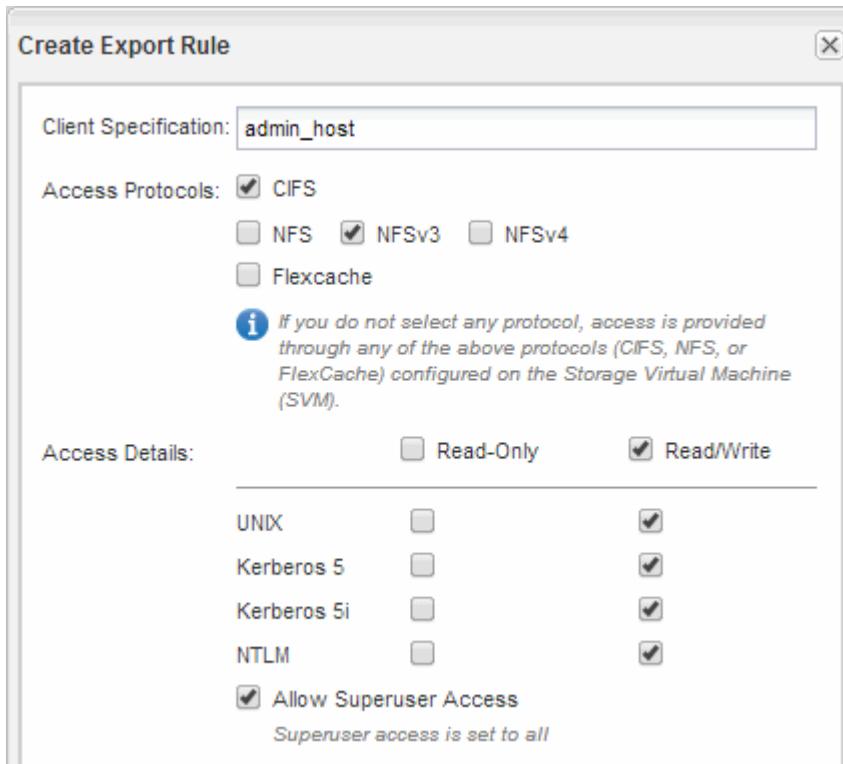 Create Export Rule
Client Specification: admin_host
Access Protocols: CIFS
NFS NFSv3 NFSv4
Flexcache
If you do not select any protocol, access is provided
through any of the above protocols (CIFS, NFS, or
FlexCache) configured on the Storage Virtual Machine
(SVM).
Access Details: Read-Only Read/Write
UNIX
Kerberos 5
Kerberos 5i
NTLM
Allow Superuser Access
Superuser access is set to all